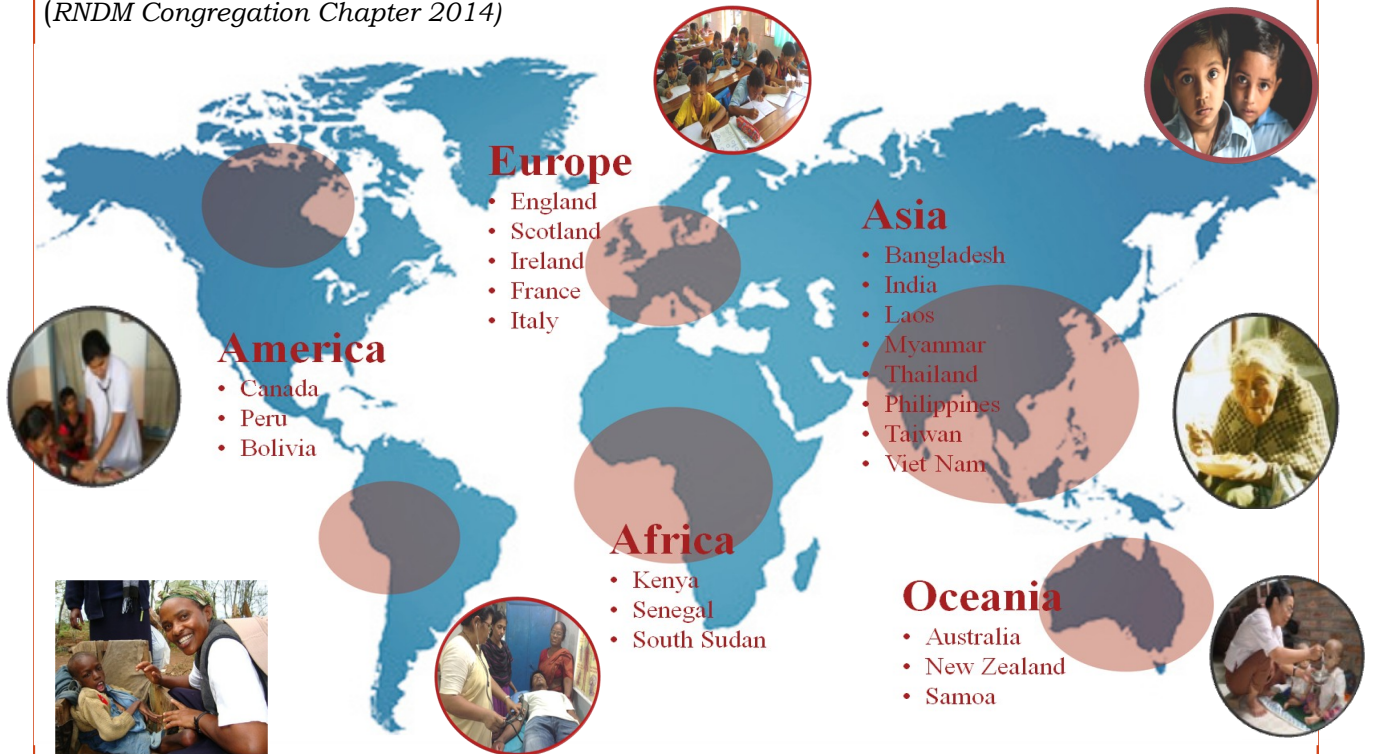 (RNDM Congregation Chapter 2014)
Europe
• England
• Scotland
• Ireland
• France
• Italy
Asia
• Bangladesh
• India
• Laos
• Myanmar
• Thailand
• Philippines
• Taiwan
• Viet Nam
America
• Canada
• Peru
• Bolivia
Africa
• Kenya
• Senegal
• South Sudan
Oceania
• Australia
• New Zealand
• Samoa